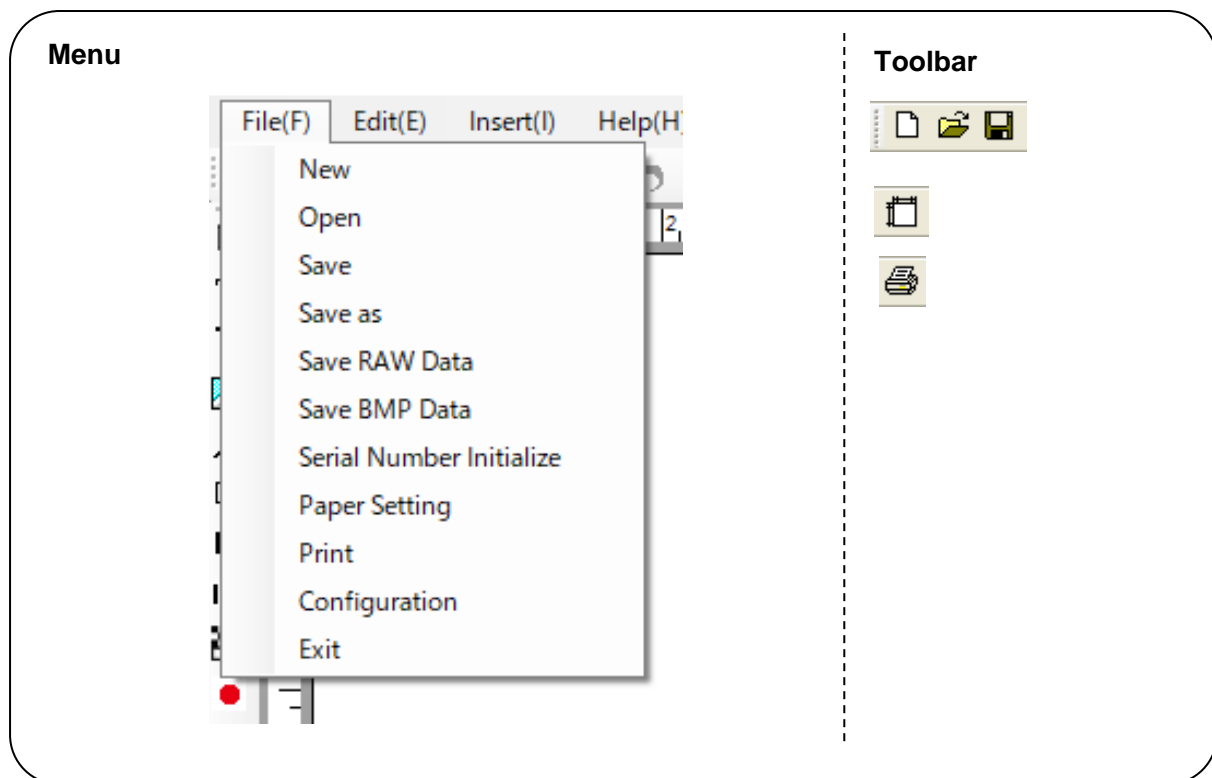 Menu
Toolbar
File(F) Edit(E) Insert(I) Help(H)
New
Open
2
Save
Save as
Save RAW Data
Save BMP Data
Serial Number Initialize
Paper Setting
Print
Configuration
Exit